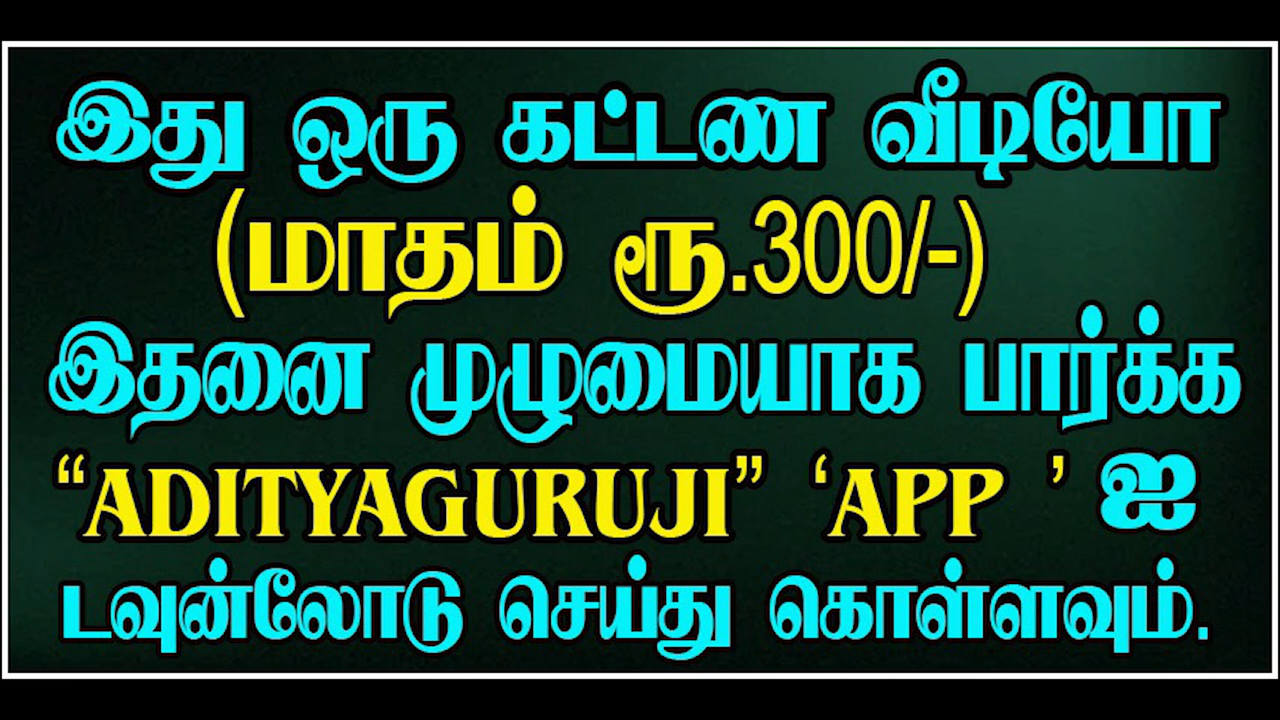 இது ஒரு கட்டண வீடியோ
(மாதம் ரூ.300/-)
இதனை முழுமையாக பார்க்க
“ADITYAGURUJI” ‘APP ’ ஐ
டவுன்லோடு செய்து கொள்ளவும்.